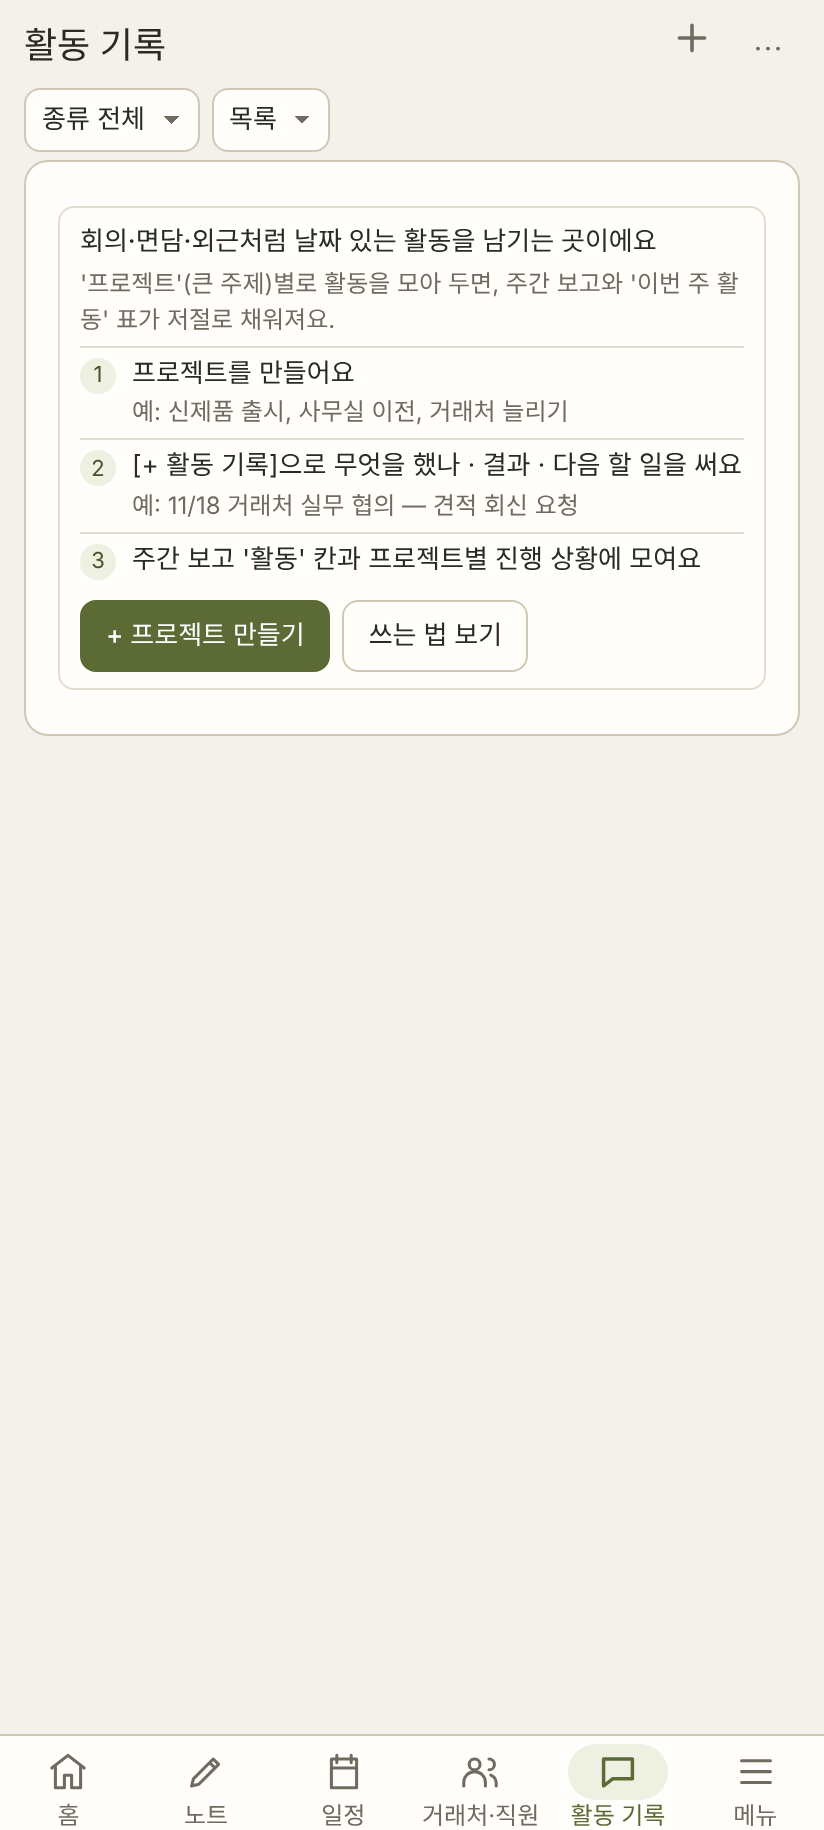 활동 기록
...
종류 전체
목록
회의·면담·외근처럼 날짜 있는 활동을 남기는 곳이에요
'프로젝트'(큰 주제)별로 활동을 모아 두면, 주간 보고와 '이번 주 활
동' 표가 저절로 채워져요.
1 프로젝트를 만들어요
예: 신제품 출시, 사무실 이전, 거래처 늘리기
2 [+ 활동 기록]으로 무엇을 했나 · 결과 · 다음 할 일을 써요
예: 11/18 거래처 실무 협의 — 견적 회신 요청
3 주간 보고 '활동' 칸과 프로젝트별 진행 상황에 모여요
+ 프로젝트 만들기
쓰는 법 보기
홈
노트
일정
거래처·직원
활동 기록
메뉴